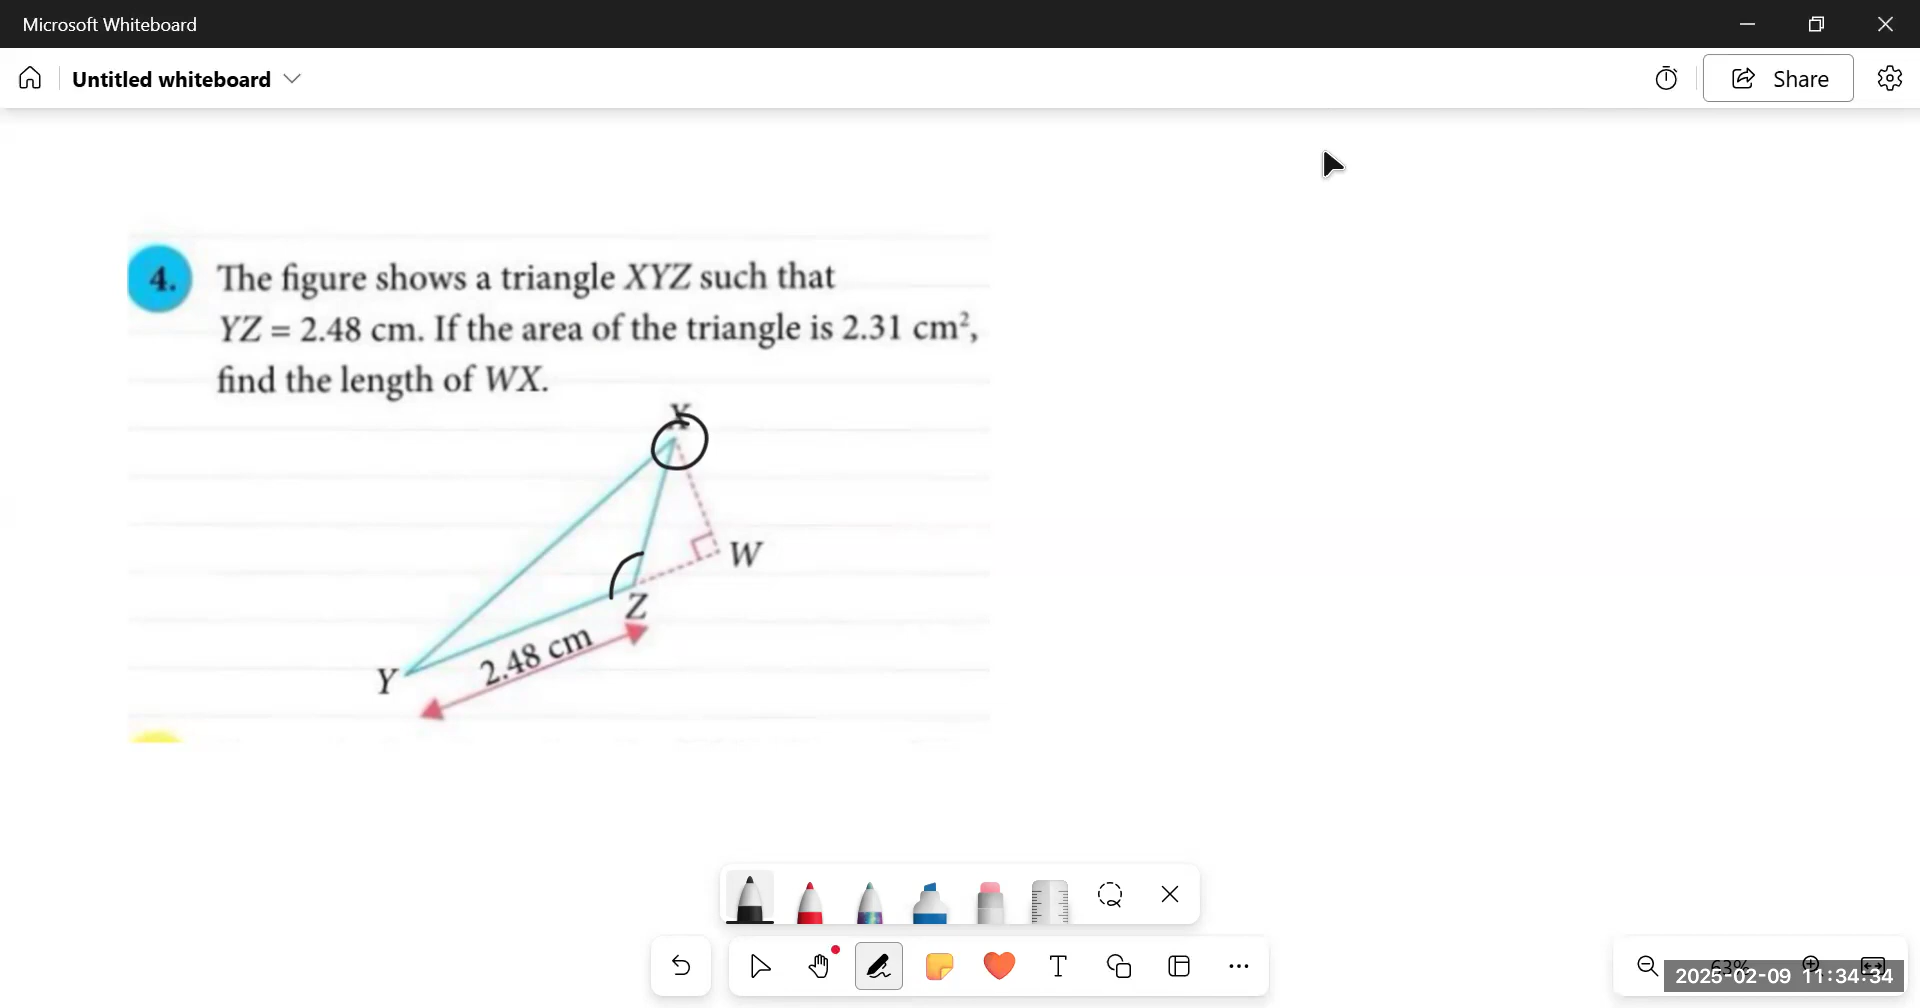 Microsoft Whiteboard
Untitled whiteboard
Share
4. The figure shows a triangle XYZ such that
YZ = 2.48 cm. If the area of the triangle is 2.31 cm²,
find the length of WX.
X
W
Z
2.48 cm
Y
63%
2025-02-09 11:34:34